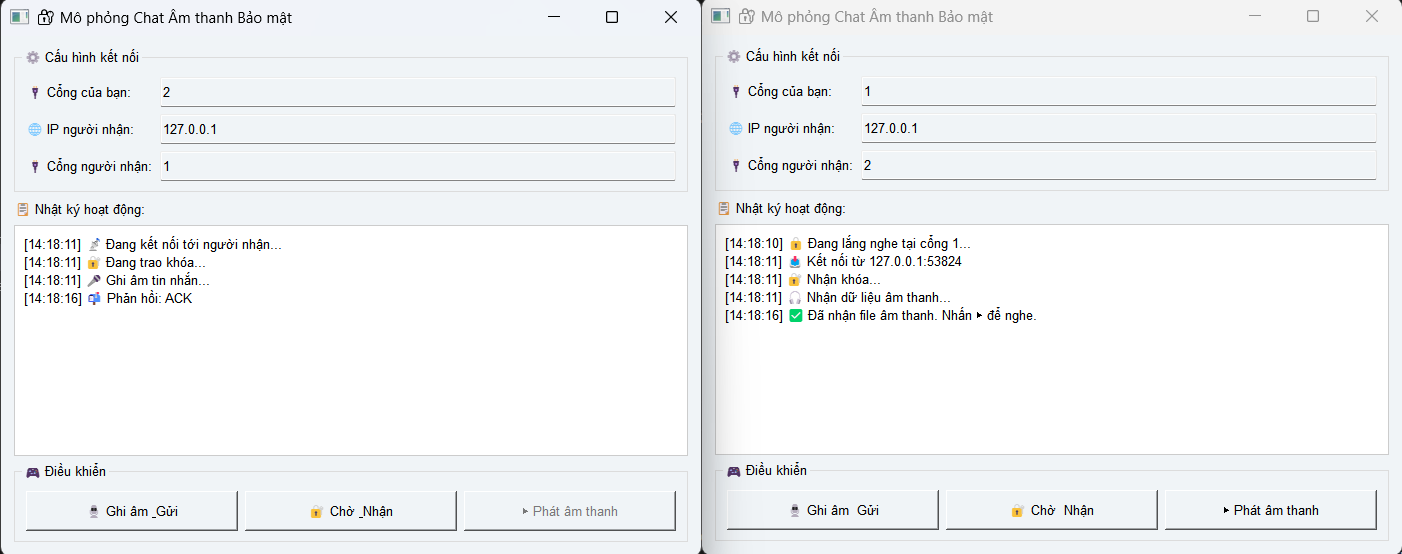 Mô phỏng Chat Âm thanh Bảo mật
Cấu hình kết nối
Cổng của bạn: 2
IP người nhận: 127.0.0.1
Cổng người nhận: 1
Nhật ký hoạt động:
[14:18:11] Đang kết nối tới người nhận...
[14:18:11] Đang trao khóa...
[14:18:11] Ghi âm tin nhắn...
[14:18:16] Phản hồi: ACK
Điều khiển
Ghi âm _Gửi
Chờ _Nhận
Phát âm thanh
Mô phỏng Chat Âm thanh Bảo mật
Cấu hình kết nối
Cổng của bạn: 1
IP người nhận: 127.0.0.1
Cổng người nhận: 2
Nhật ký hoạt động:
[14:18:10] Đang lắng nghe tại cổng 1...
[14:18:11] Kết nối từ 127.0.0.1:53824
[14:18:11] Nhận khóa...
[14:18:11] Nhận dữ liệu âm thanh...
[14:18:16] Đã nhận file âm thanh. Nhấn ▶ để nghe.
Điều khiển
Ghi âm Gửi
Chờ Nhận
Phát âm thanh